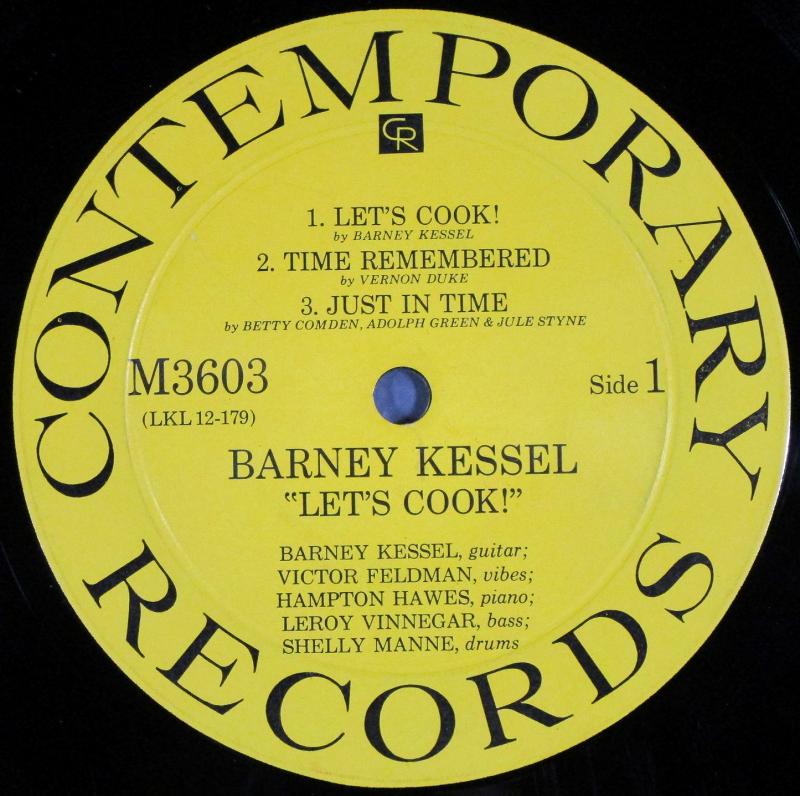 CONTEMPORARY
CR
1. LET'S COOK!
by BARNEY KESSEL
2. TIME REMEMBERED
by VERNON DUKE
3. JUST IN TIME
by BETTY COMDEN, ADOLPH GREEN & JULE STYNE
M3603
Side 1
(LKL 12-179)
BARNEY KESSEL
“LET'S COOK!”
BARNEY KESSEL, guitar;
VICTOR FELDMAN, vibes;
HAMPTON HAWES, piano;
LEROY VINNEGAR, bass;
SHELLY MANNE, drums
RECORDS